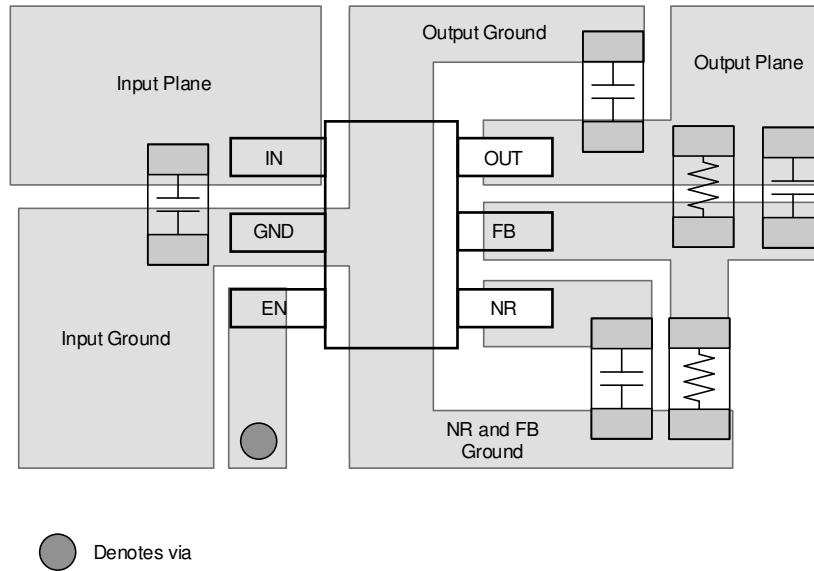 Output Ground
Input Plane
Output Plane
IN
OUT
GND
FB
EN
NR
Input Ground
NR and FB
Ground
Denotes via